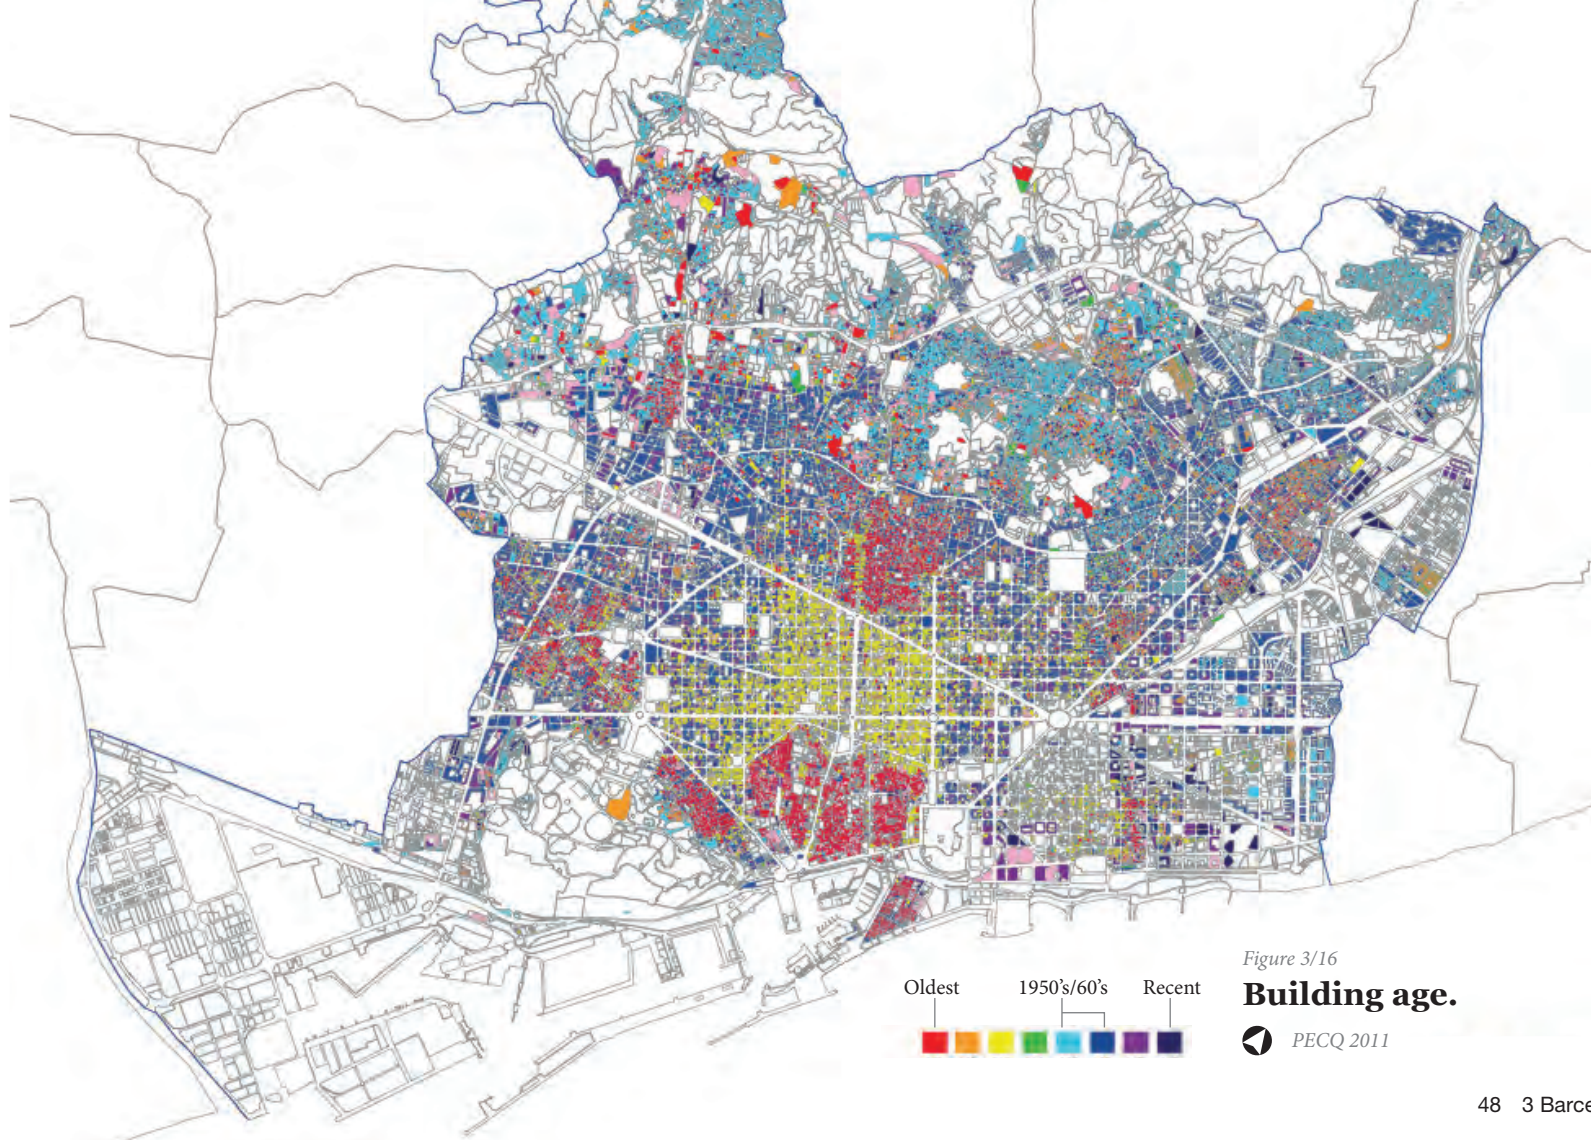 Figure 3/16
Building age.
PECQ 2011
Oldest 1950's/60's Recent
48 3 Barce